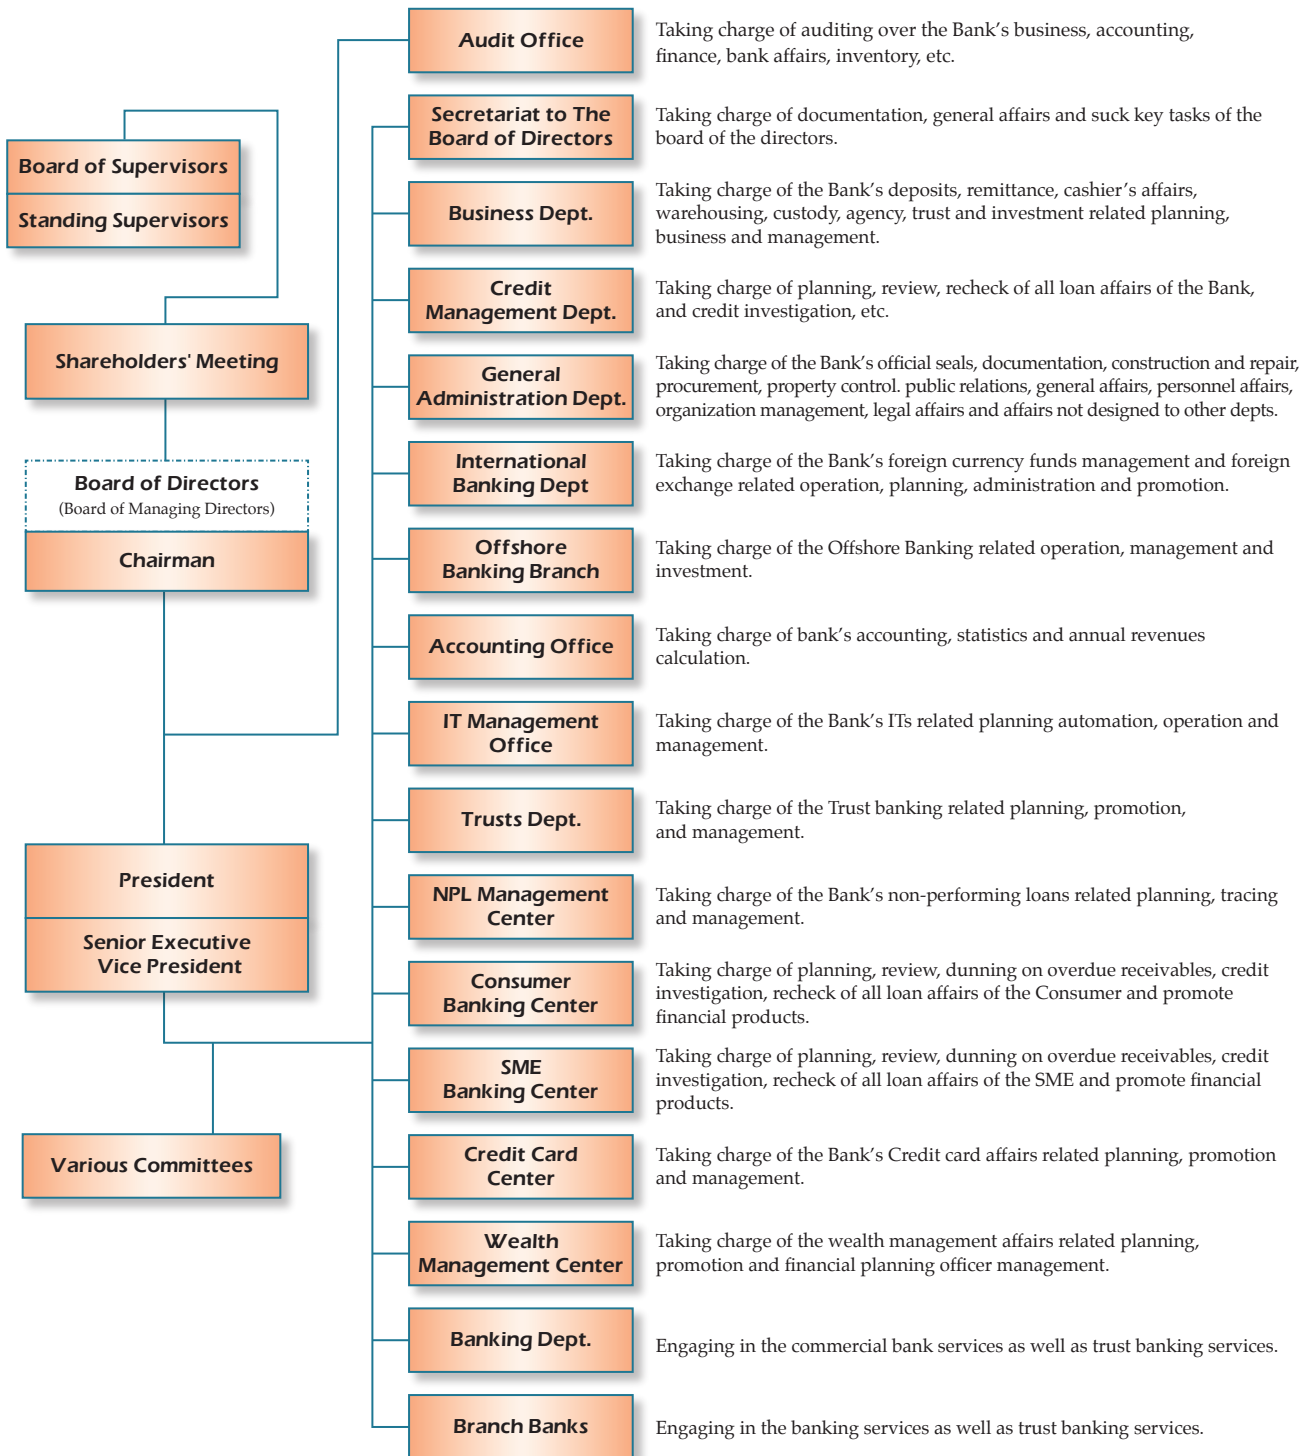 Audit Office
Taking charge of auditing over the Bank’s business, accounting,
finance, bank affairs, inventory, etc.
Secretariat to The
Board of Directors
Taking charge of documentation, general affairs and suck key tasks of the
board of the directors.
Board of Supervisors
Standing Supervisors
Business Dept.
Taking charge of the Bank’s deposits, remittance, cashier’s affairs,
warehousing, custody, agency, trust and investment related planning,
business and management.
Credit
Management Dept.
Taking charge of planning, review, recheck of all loan affairs of the Bank,
and credit investigation, etc.
Shareholders' Meeting
General
Administration Dept.
Taking charge of the Bank’s official seals, documentation, construction and repair,
procurement, property control. public relations, general affairs, personnel affairs,
organization management, legal affairs and affairs not designed to other depts.
Board of Directors
(Board of Managing Directors)
Chairman
International
Banking Dept
Taking charge of the Bank’s foreign currency funds management and foreign
exchange related operation, planning, administration and promotion.
Offshore
Banking Branch
Taking charge of the Offshore Banking related operation, management and
investment.
Accounting Office
Taking charge of bank’s accounting, statistics and annual revenues
calculation.
IT Management
Office
Taking charge of the Bank’s ITs related planning automation, operation and
management.
Trusts Dept.
Taking charge of the Trust banking related planning, promotion,
and management.
President
Senior Executive
Vice President
NPL Management
Center
Taking charge of the Bank’s non-performing loans related planning, tracing
and management.
Consumer
Banking Center
Taking charge of planning, review, dunning on overdue receivables, credit
investigation, recheck of all loan affairs of the Consumer and promote
financial products.
SME
Banking Center
Taking charge of planning, review, dunning on overdue receivables, credit
investigation, recheck of all loan affairs of the SME and promote financial
products.
Various Committees
Credit Card
Center
Taking charge of the Bank’s Credit card affairs related planning, promotion
and management.
Wealth
Management Center
Taking charge of the wealth management affairs related planning,
promotion and financial planning officer management.
Banking Dept.
Engaging in the commercial bank services as well as trust banking services.
Branch Banks
Engaging in the banking services as well as trust banking services.